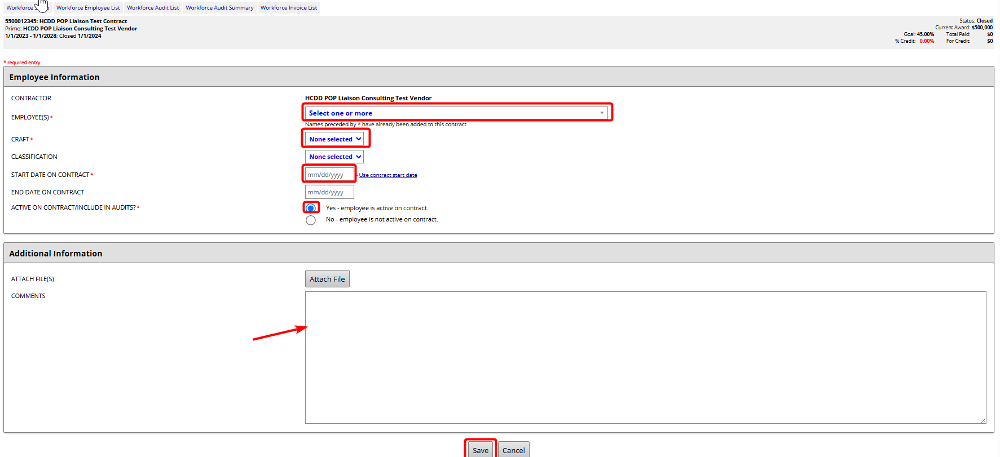 Workforce Employee List Workforce Audit List Workforce Audit Summary Workforce Invoice List
5500012345: HCDD POP Liaison Test Contract
Prime: HCDD POP Liaison Consulting Test Vendor
1/1/2023 - 1/1/2028; Closed 1/1/2024
Status: Closed
Current Award: $500,000
Goal: 45.00% Total Paid: $0
% Credit: 0.00% For Credit: $0
* required entry
Employee Information
CONTRACTOR HCDD POP Liaison Consulting Test Vendor
EMPLOYEE(S) * Select one or more
Names preceded by * have already been added to this contract
CRAFT * None selected
CLASSIFICATION None selected
START DATE ON CONTRACT * mm/dd/yyyy - Use contract start date
END DATE ON CONTRACT mm/dd/yyyy
ACTIVE ON CONTRACT/INCLUDE IN AUDITS? * Yes - employee is active on contract.
No - employee is not active on contract.
Additional Information
ATTACH FILE(S) Attach File
COMMENTS
Save Cancel